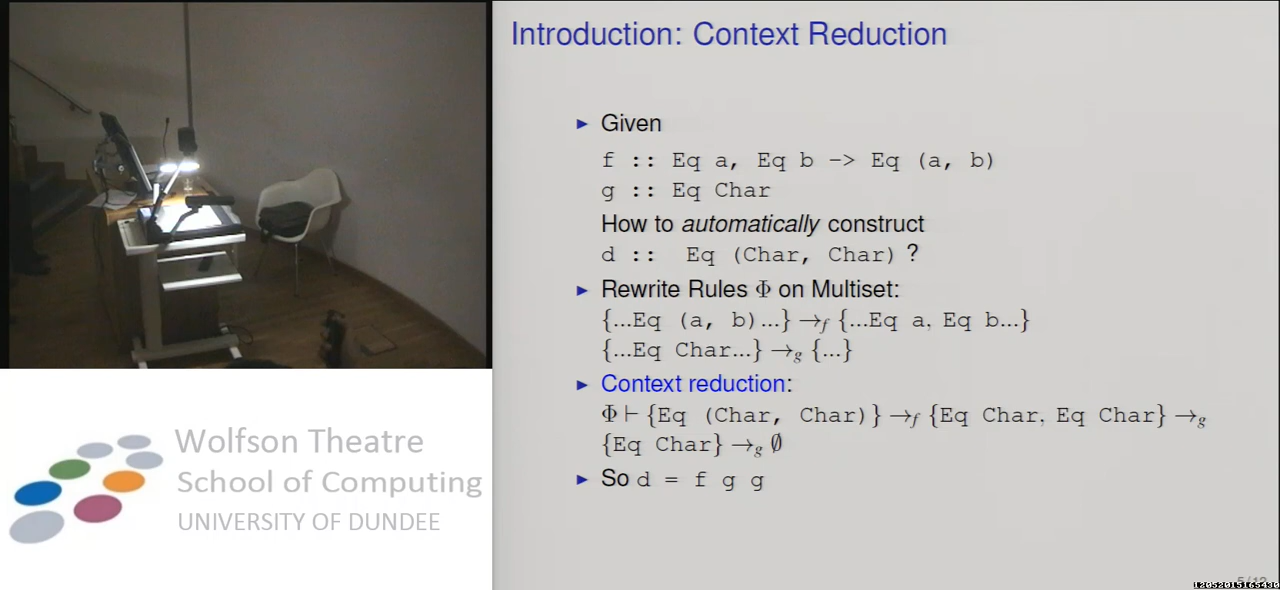 Introduction: Context Reduction
► Given
f :: Eq a, Eq b -> Eq (a, b)
g :: Eq Char
How to automatically construct
d :: Eq (Char, Char) ?
► Rewrite Rules Φ on Multiset:
{...Eq (a, b)...} →f {...Eq a, Eq b...}
{...Eq Char...} →g {...}
► Context reduction:
Φ ⊢ {Eq (Char, Char)} →f {Eq Char, Eq Char} →g
{Eq Char} →g ∅
► So d = f g g
Wolfson Theatre
School of Computing
UNIVERSITY OF DUNDEE